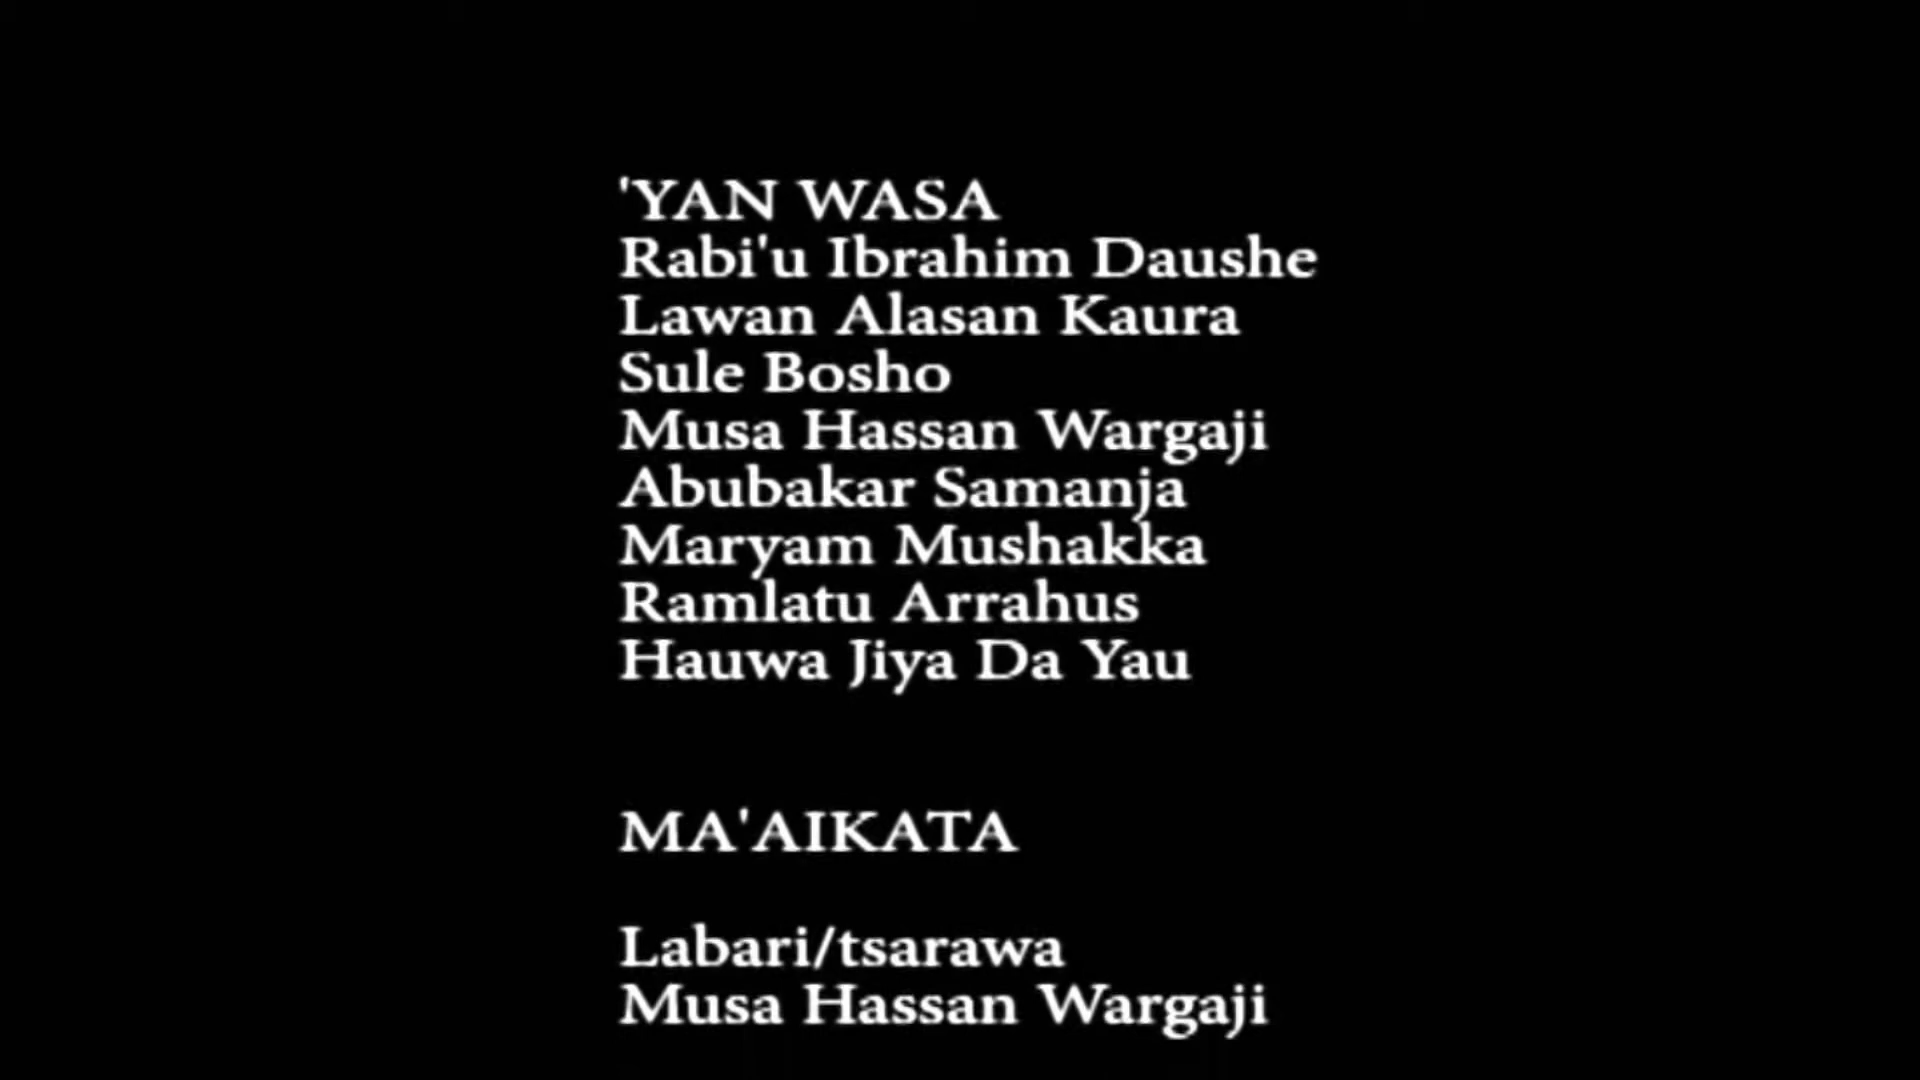 'YAN WASA
Rabi'u Ibrahim Daushe
Lawan Alasan Kaura
Sule Bosho
Musa Hassan Wargaji
Abubakar Samanja
Maryam Mushakka
Ramlatu Arrahus
Hauwa Jiya Da Yau
MA'AIKATA
Labari/tsarawa
Musa Hassan Wargaji